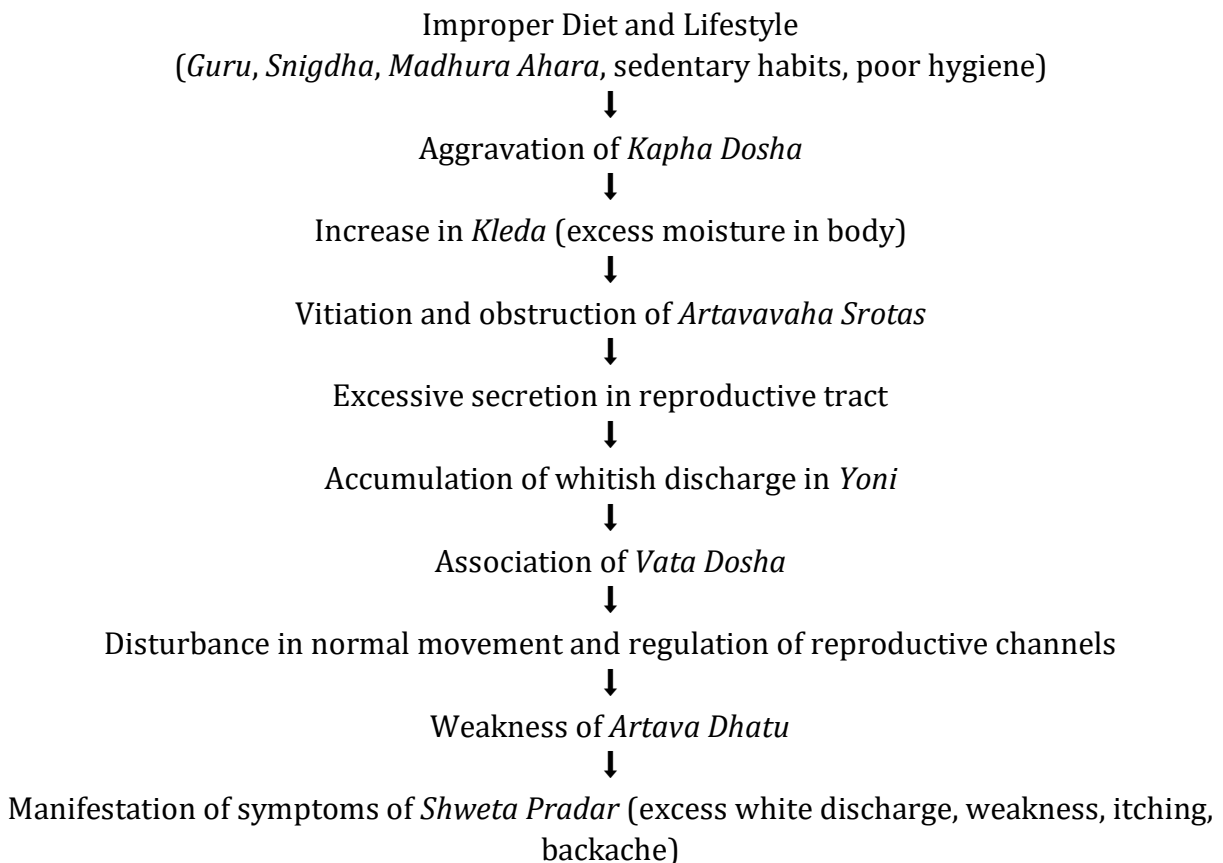 Improper Diet and Lifestyle
(Guru, Snigdha, Madhura Ahara, sedentary habits, poor hygiene)
Aggravation of Kapha Dosha
Increase in Kleda (excess moisture in body)
Vitiation and obstruction of Artavavaha Srotas
Excessive secretion in reproductive tract
Accumulation of whitish discharge in Yoni
Association of Vata Dosha
Disturbance in normal movement and regulation of reproductive channels
Weakness of Artava Dhatu
Manifestation of symptoms of Shweta Pradar (excess white discharge, weakness, itching,
backache)